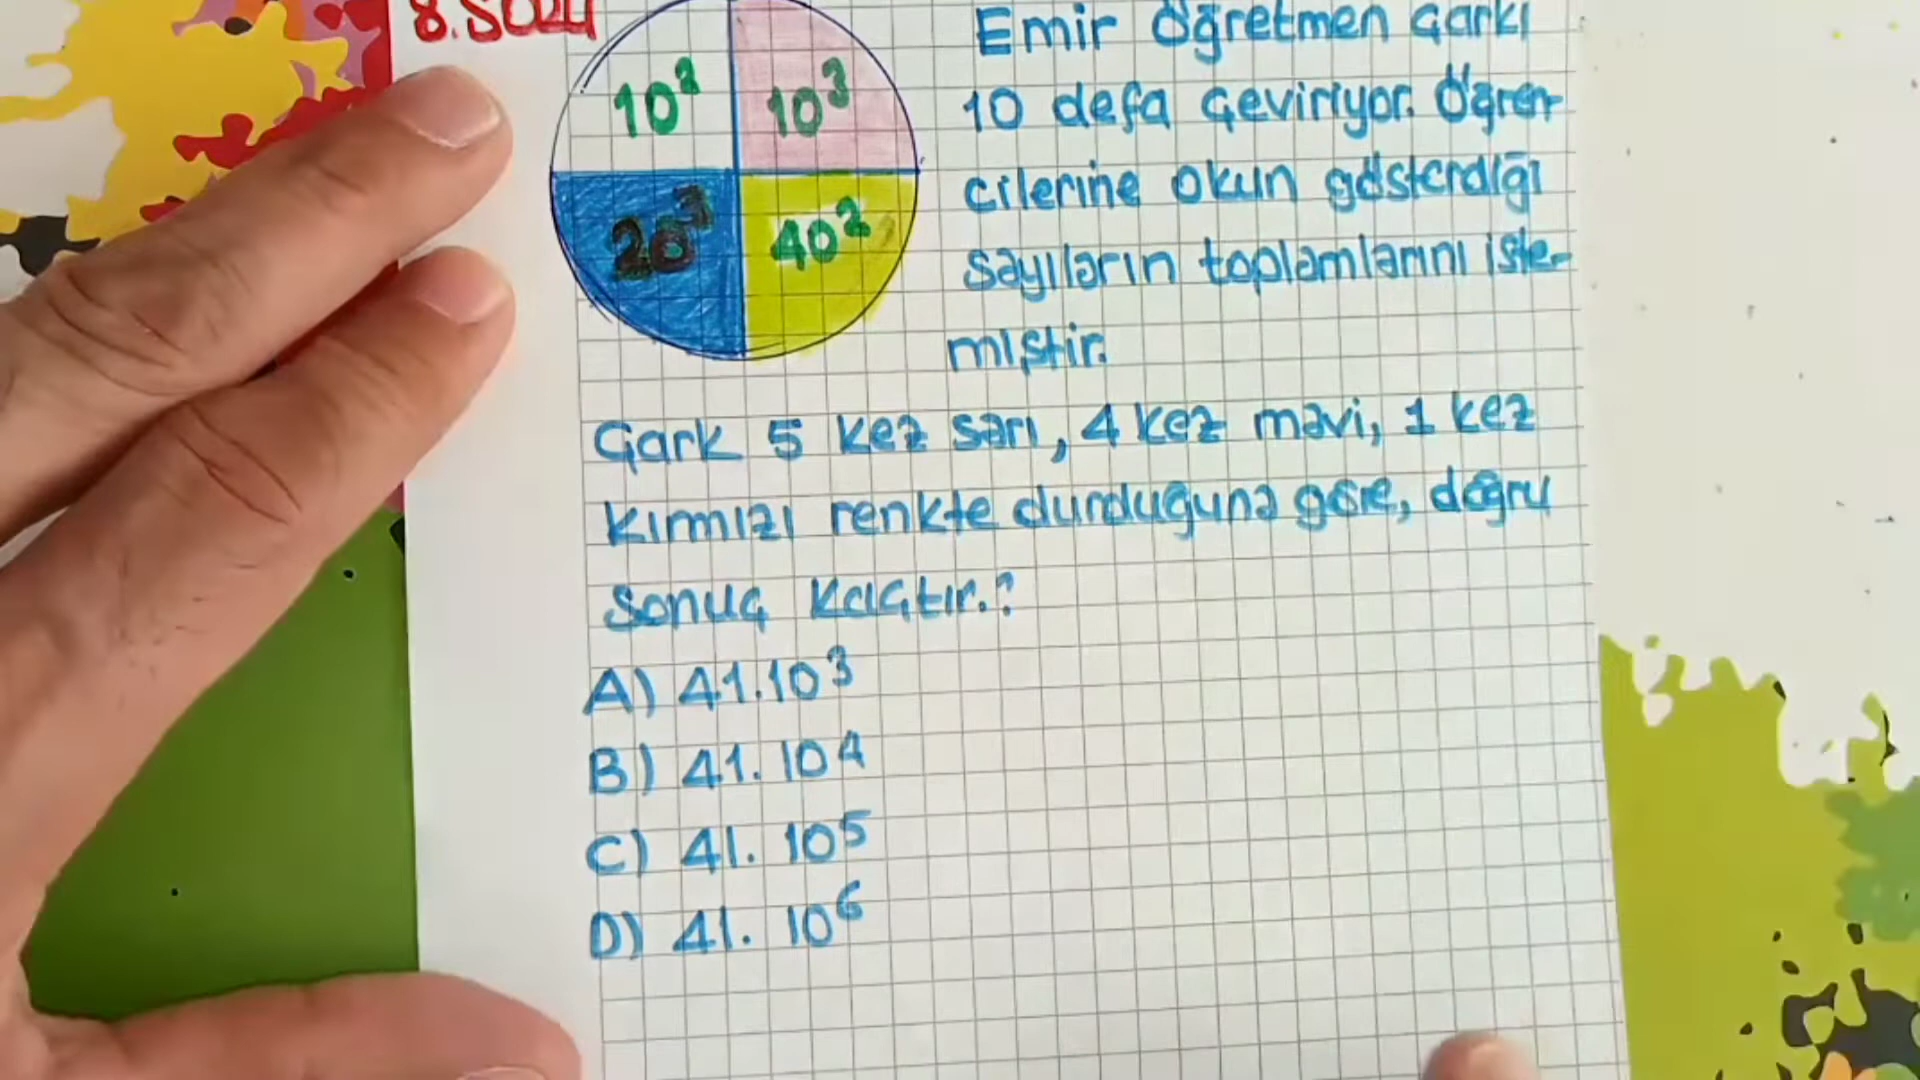 8. SORU
10² 10³
20³ 40²
Emir Öğretmen çarkı
10 defa çeviriyor. Öğren-
cilerine okun gösterdiği
sayıların toplamlarını iste-
miştir.
Çark 5 kez sarı, 4 kez mavi, 1 kez
kırmızı renkte durduğuna göre, doğru
sonuç kaçtır.?
A) 41.10³
B) 41.10⁴
C) 41.10⁵
D) 41.10⁶